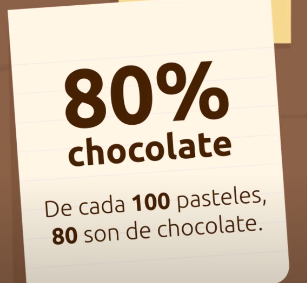 80%
chocolate
De cada 100 pasteles,
80 son de chocolate.